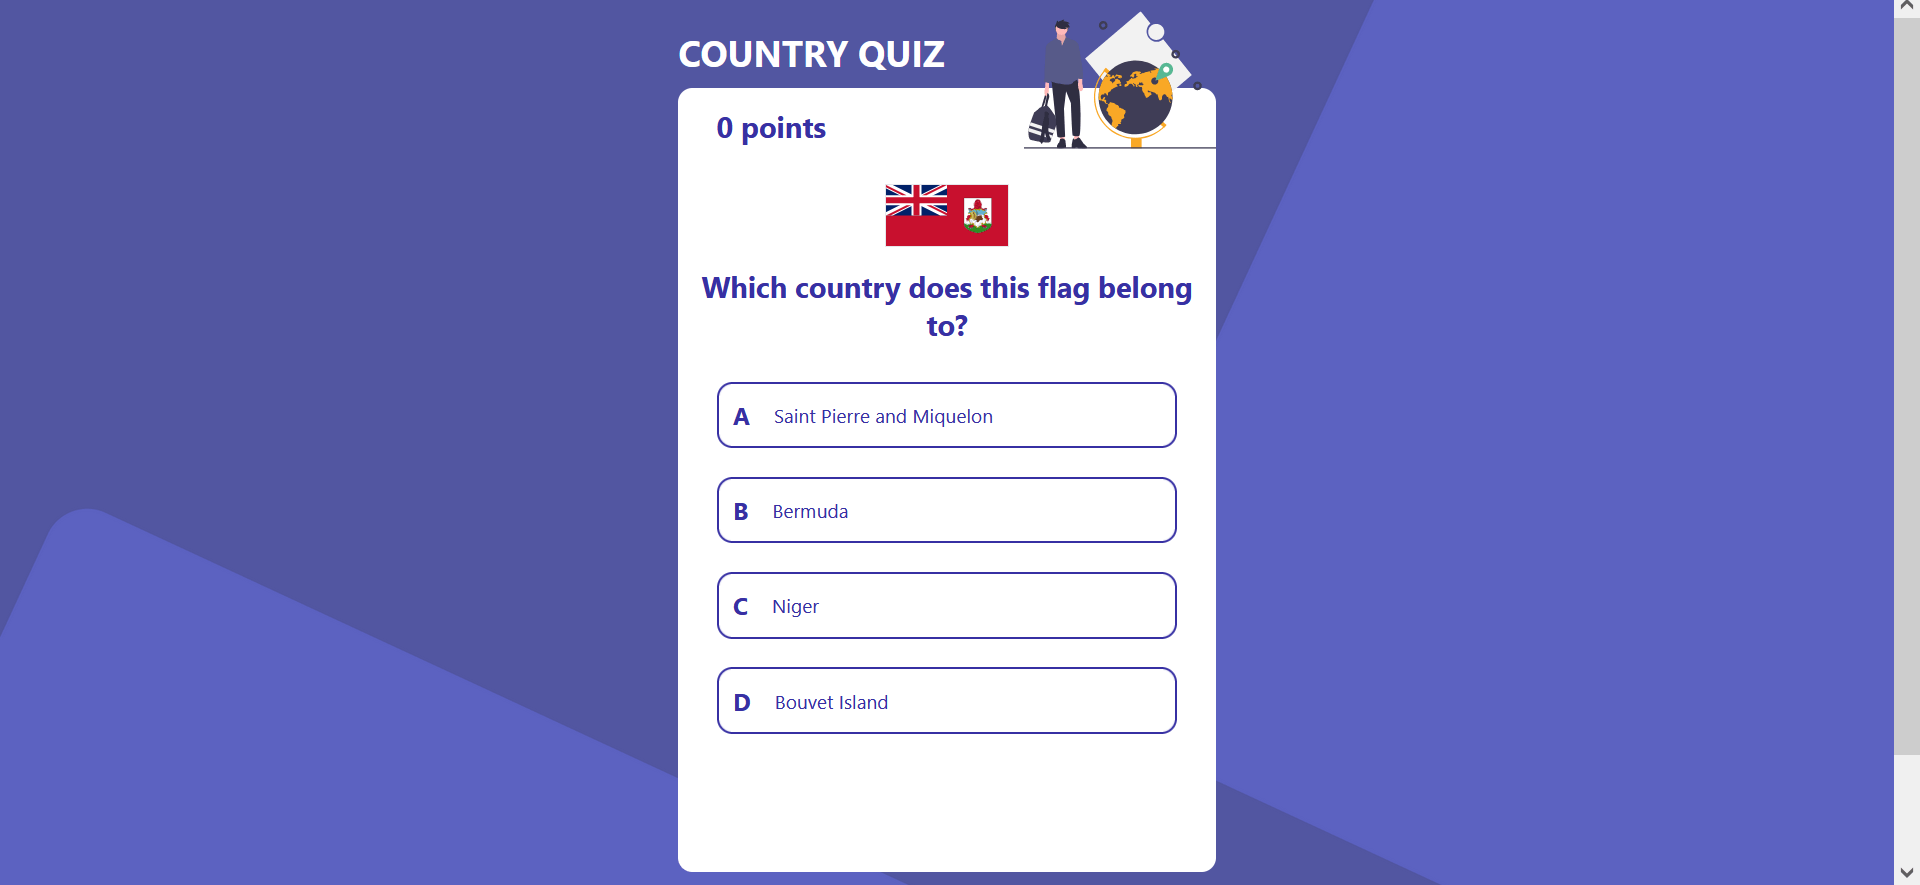 COUNTRY QUIZ
0 points
Which country does this flag belong
to?
A Saint Pierre and Miquelon
B Bermuda
C Niger
D Bouvet Island